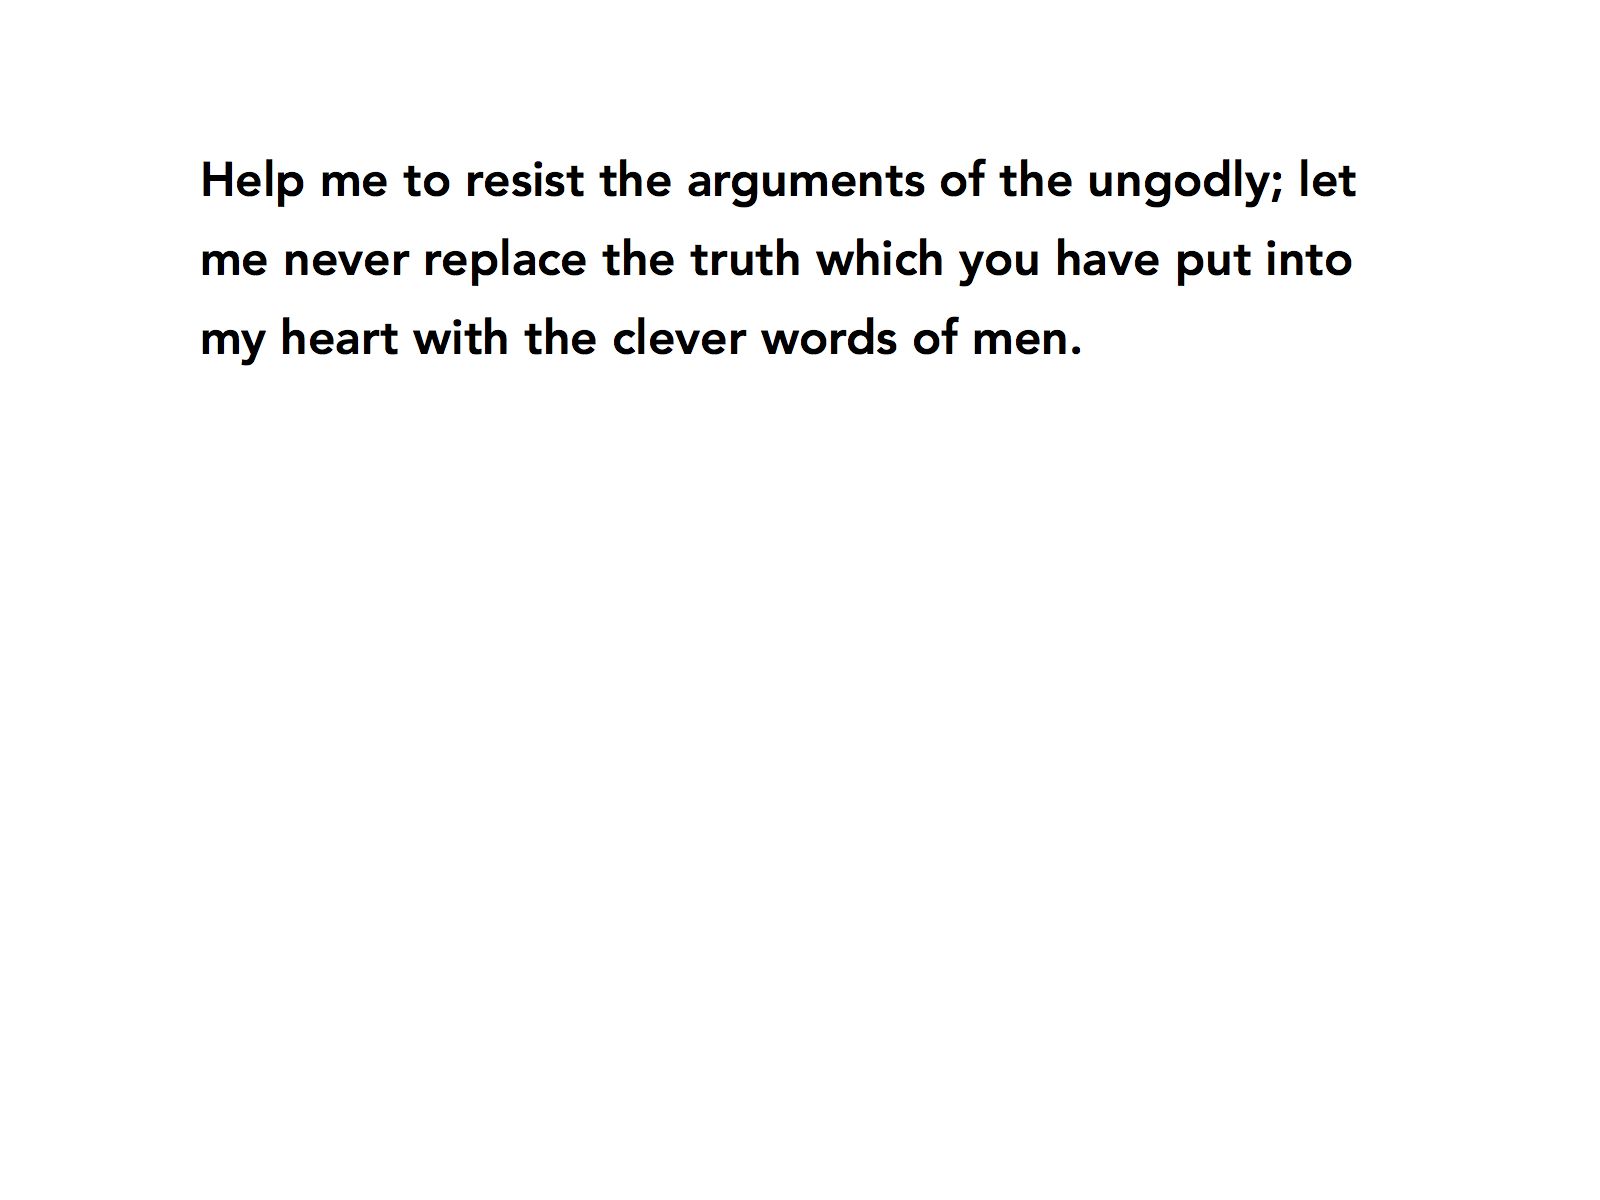 Help me to resist the arguments of the ungodly; let
me never replace the truth which you have put into
my heart with the clever words of men.